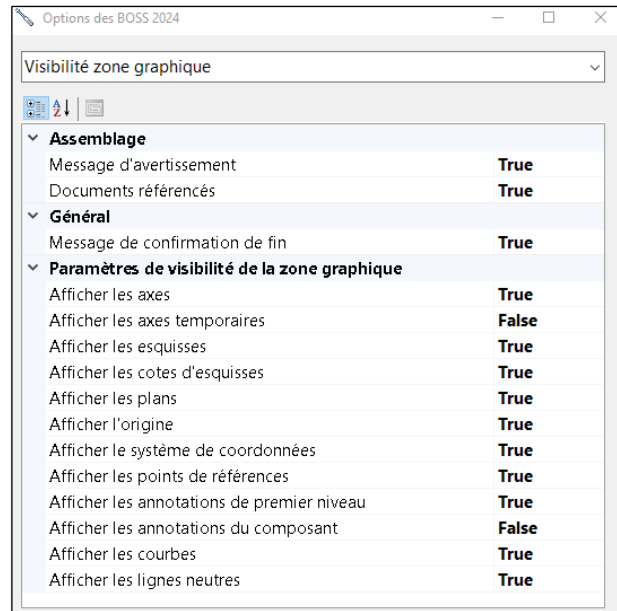 Options des BOSS 2024
Visibilité zone graphique
Assemblage
Message d'avertissement True
Documents référencés True
Général
Message de confirmation de fin True
Paramètres de visibilité de la zone graphique
Afficher les axes True
Afficher les axes temporaires False
Afficher les esquisses True
Afficher les cotes d'esquisses True
Afficher les plans True
Afficher l'origine True
Afficher le système de coordonnées True
Afficher les points de références True
Afficher les annotations de premier niveau True
Afficher les annotations du composant False
Afficher les courbes True
Afficher les lignes neutres True